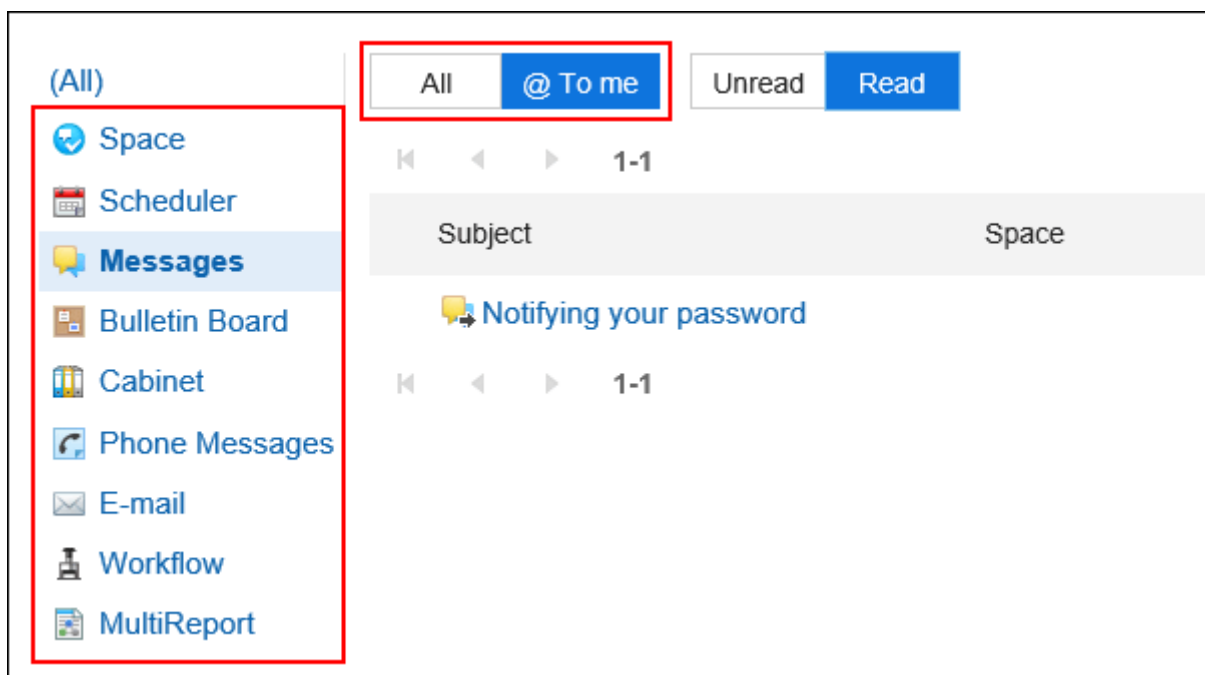 (All)
Space
Scheduler
Messages
Bulletin Board
Cabinet
Phone Messages
E-mail
Workflow
MultiReport
All @ To me Unread Read
1-1
Subject Space
Notifying your password
1-1